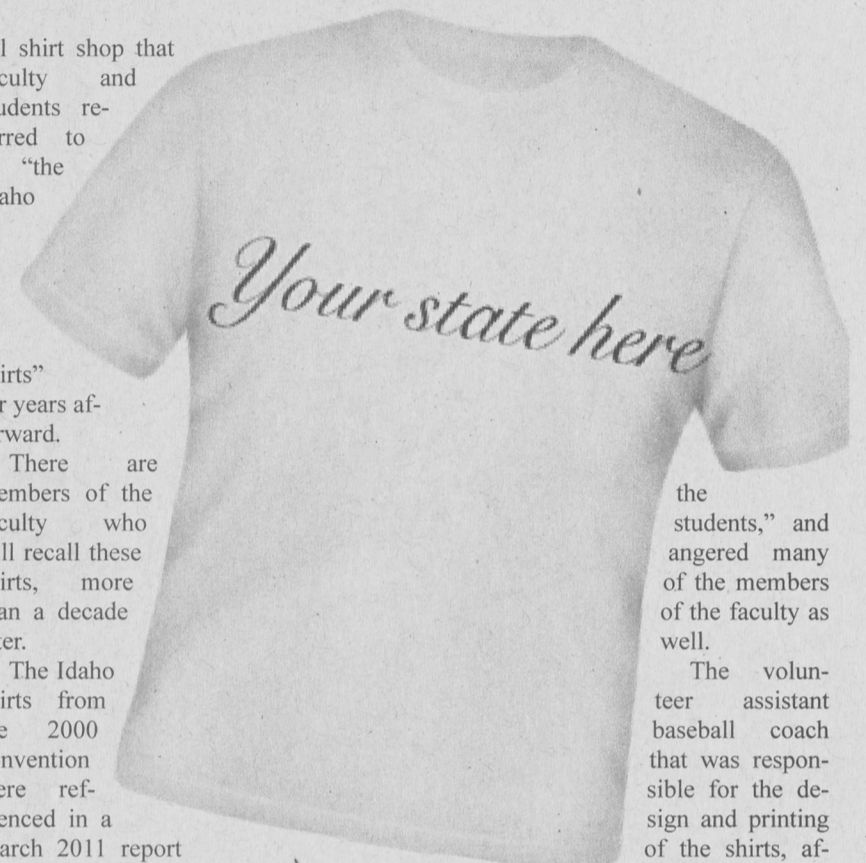 l shirt shop that
culty and
udents re-
rred to
“the
aho
irts”
r years af-
rward.
There are
embers of the
culty who
ll recall these
irts, more
an a decade
ter.
The Idaho
irts from
e 2000
nvention
ere ref-
enced in a
arch 2011 report
Your state here
the
students,” and
angered many
of the members
of the faculty as
well.
The volun-
teer assistant
baseball coach
that was respon-
sible for the de-
sign and printing
of the shirts, af-